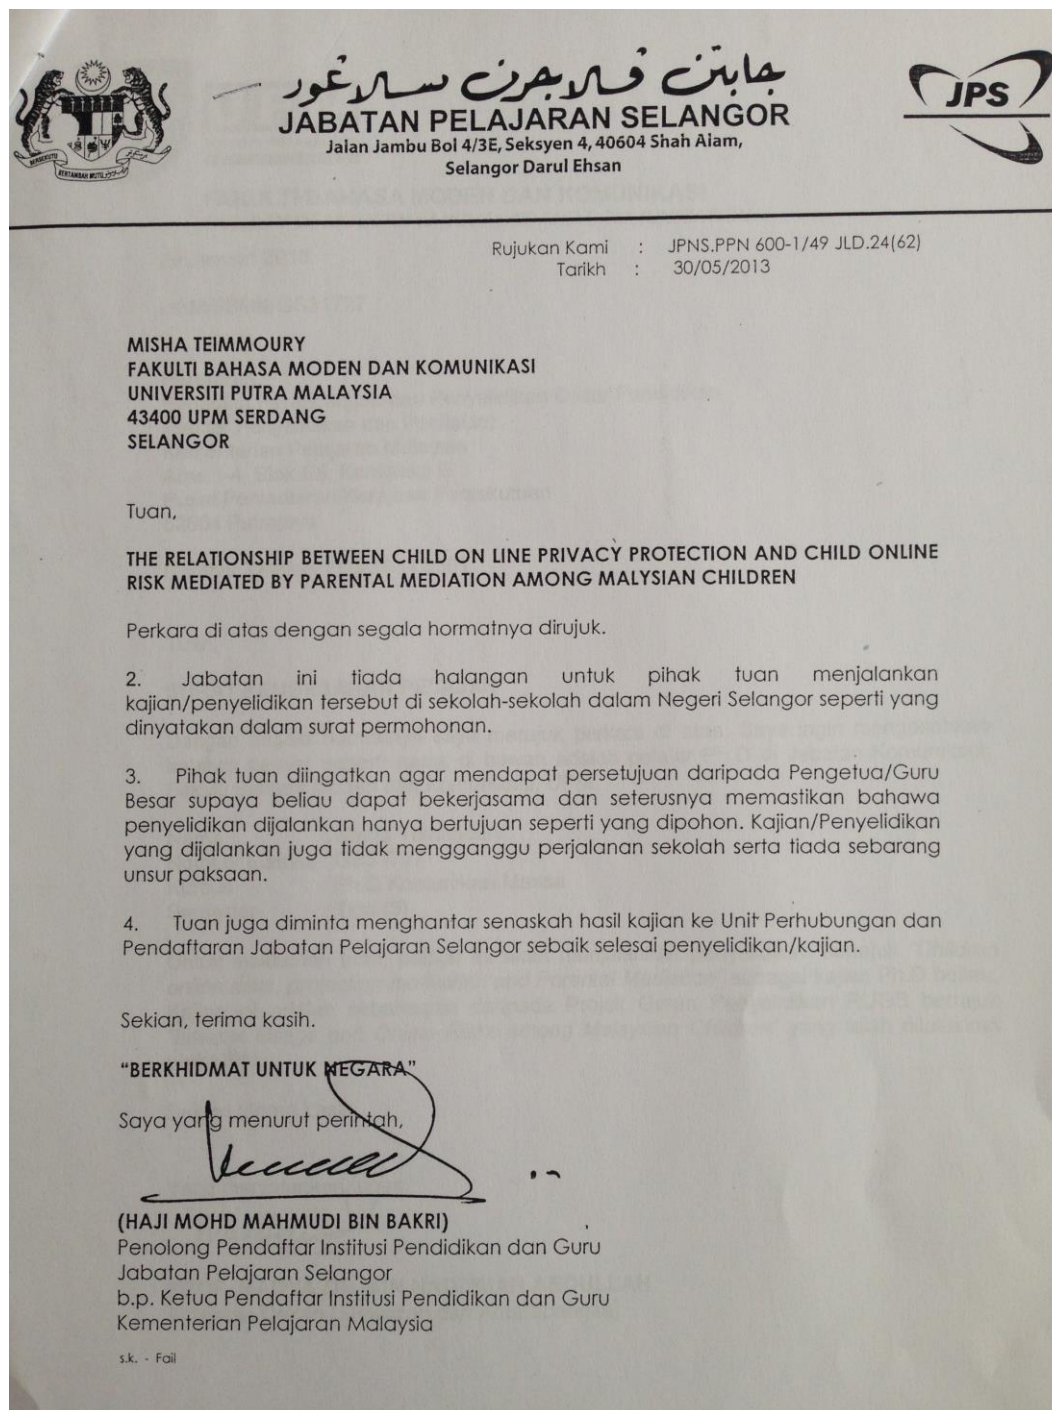 جابتن ڤلاجرن سلاڠور
JABATAN PELAJARAN SELANGOR
Jalan Jambu Bol 4/3E, Seksyen 4, 40604 Shah Alam,
Selangor Darul Ehsan
JPS
BERSEKUTU
BERTAMBAH MUTU
Rujukan Kami : JPNS.PPN 600-1/49 JLD.24(62)
Tarikh : 30/05/2013
MISHA TEIMMOURY
FAKULTI BAHASA MODEN DAN KOMUNIKASI
UNIVERSITI PUTRA MALAYSIA
43400 UPM SERDANG
SELANGOR
Tuan,
THE RELATIONSHIP BETWEEN CHILD ON LINE PRIVACY PROTECTION AND CHILD ONLINE
RISK MEDIATED BY PARENTAL MEDIATION AMONG MALYSIAN CHILDREN
Perkara di atas dengan segala hormatnya dirujuk.
2. Jabatan ini tiada halangan untuk pihak tuan menjalankan
kajian/penyelidikan tersebut di sekolah-sekolah dalam Negeri Selangor seperti yang
dinyatakan dalam surat permohonan.
3. Pihak tuan diingatkan agar mendapat persetujuan daripada Pengetua/Guru
Besar supaya beliau dapat bekerjasama dan seterusnya memastikan bahawa
penyelidikan dijalankan hanya bertujuan seperti yang dipohon. Kajian/Penyelidikan
yang dijalankan juga tidak mengganggu perjalanan sekolah serta tiada sebarang
unsur paksaan.
4. Tuan juga diminta menghantar senaskah hasil kajian ke Unit Perhubungan dan
Pendaftaran Jabatan Pelajaran Selangor sebaik selesai penyelidikan/kajian.
Sekian, terima kasih.
"BERKHIDMAT UNTUK NEGARA"
Saya yang menurut perintah,
(HAJI MOHD MAHMUDI BIN BAKRI)
Penolong Pendaftar Institusi Pendidikan dan Guru
Jabatan Pelajaran Selangor
b.p. Ketua Pendaftar Institusi Pendidikan dan Guru
Kementerian Pelajaran Malaysia
s.k. - Fail